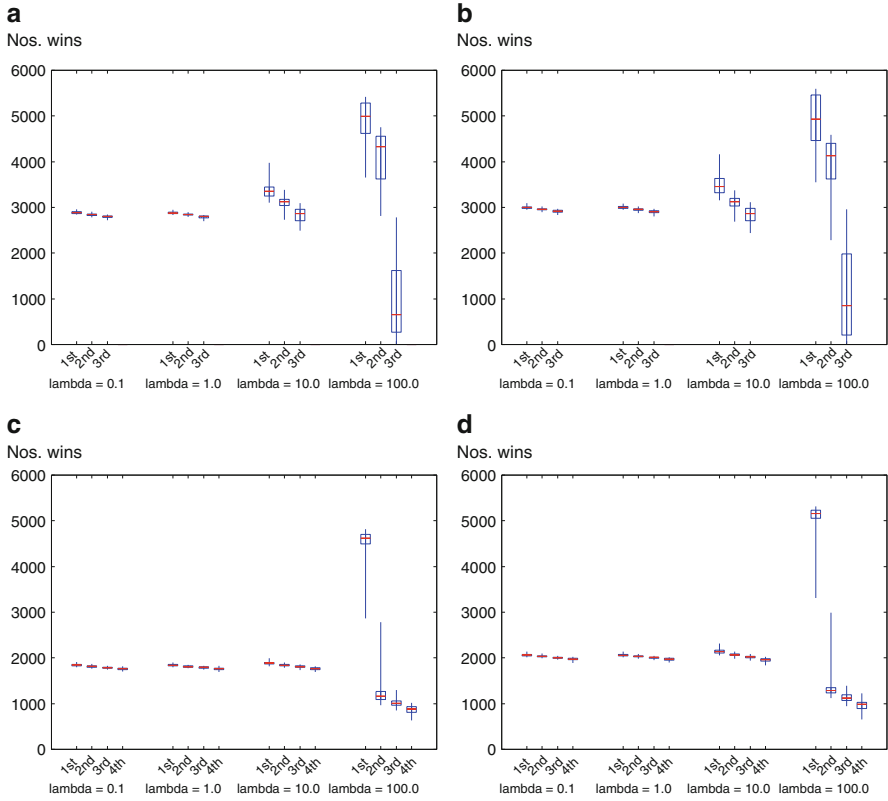 a
Nos. wins
6000
5000
4000
3000
2000
1000
0
1st 2nd 3rd 1st 2nd 3rd 1st 2nd 3rd 1st 2nd 3rd
lambda = 0.1 lambda = 1.0 lambda = 10.0 lambda = 100.0
b
Nos. wins
6000
5000
4000
3000
2000
1000
0
1st 2nd 3rd 1st 2nd 3rd 1st 2nd 3rd 1st 2nd 3rd
lambda = 0.1 lambda = 1.0 lambda = 10.0 lambda = 100.0
c
Nos. wins
6000
5000
4000
3000
2000
1000
0
1st 2nd 3rd 4th 1st 2nd 3rd 4th 1st 2nd 3rd 4th 1st 2nd 3rd 4th
lambda = 0.1 lambda = 1.0 lambda = 10.0 lambda = 100.0
d
Nos. wins
6000
5000
4000
3000
2000
1000
0
1st 2nd 3rd 4th 1st 2nd 3rd 4th 1st 2nd 3rd 4th 1st 2nd 3rd 4th
lambda = 0.1 lambda = 1.0 lambda = 10.0 lambda = 100.0